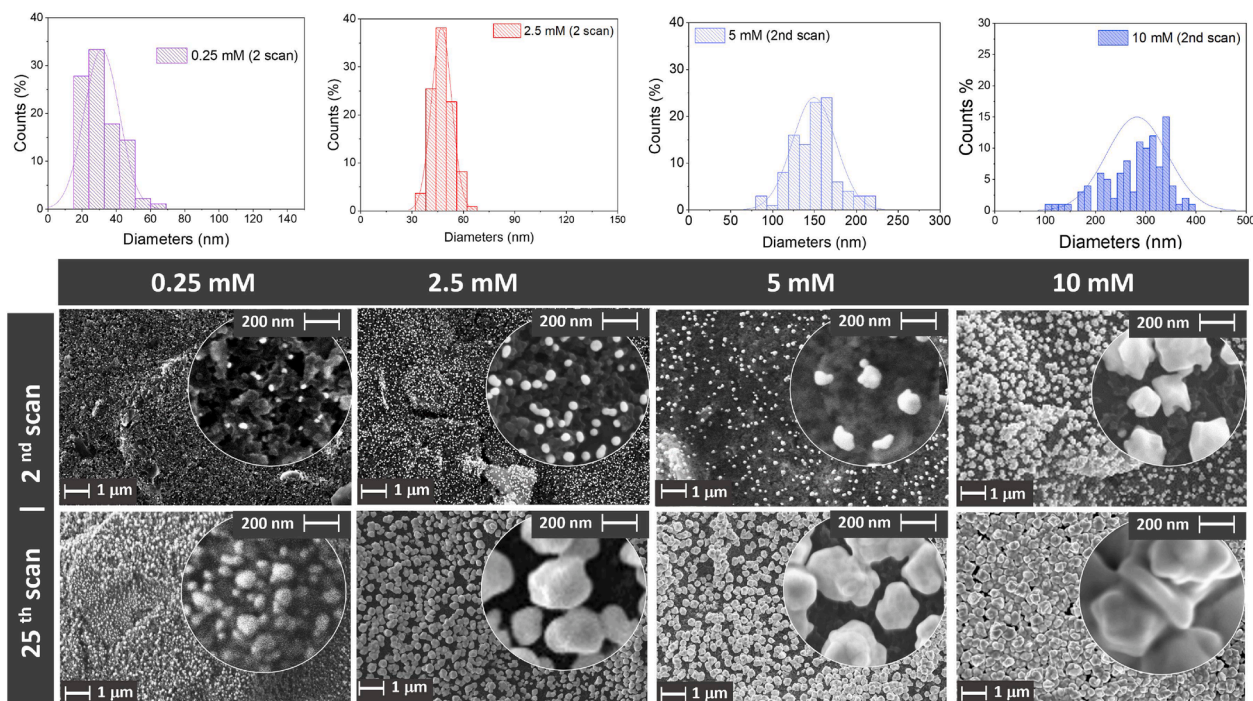 40
30
20
10
0
Counts (%)
0.25 mM (2 scan)
0 20 40 60 80 100 120 140
Diameters (nm)
40
30
20
10
0
Counts (%)
2.5 mM (2 scan)
0 30 60 90 120 150
Diameters (nm)
40
30
20
10
0
Counts (%)
5 mM (2nd scan)
0 50 100 150 200 250 300
Diameters (nm)
30
25
20
15
10
5
0
Counts %
10 mM (2nd scan)
0 100 200 300 400 500
Diameters (nm)
0.25 mM 2.5 mM 5 mM 10 mM
25th scan | 2nd scan
200 nm 200 nm 200 nm 200 nm
1 µm 1 µm 1 µm 1 µm
200 nm 200 nm 200 nm 200 nm
1 µm 1 µm 1 µm 1 µm